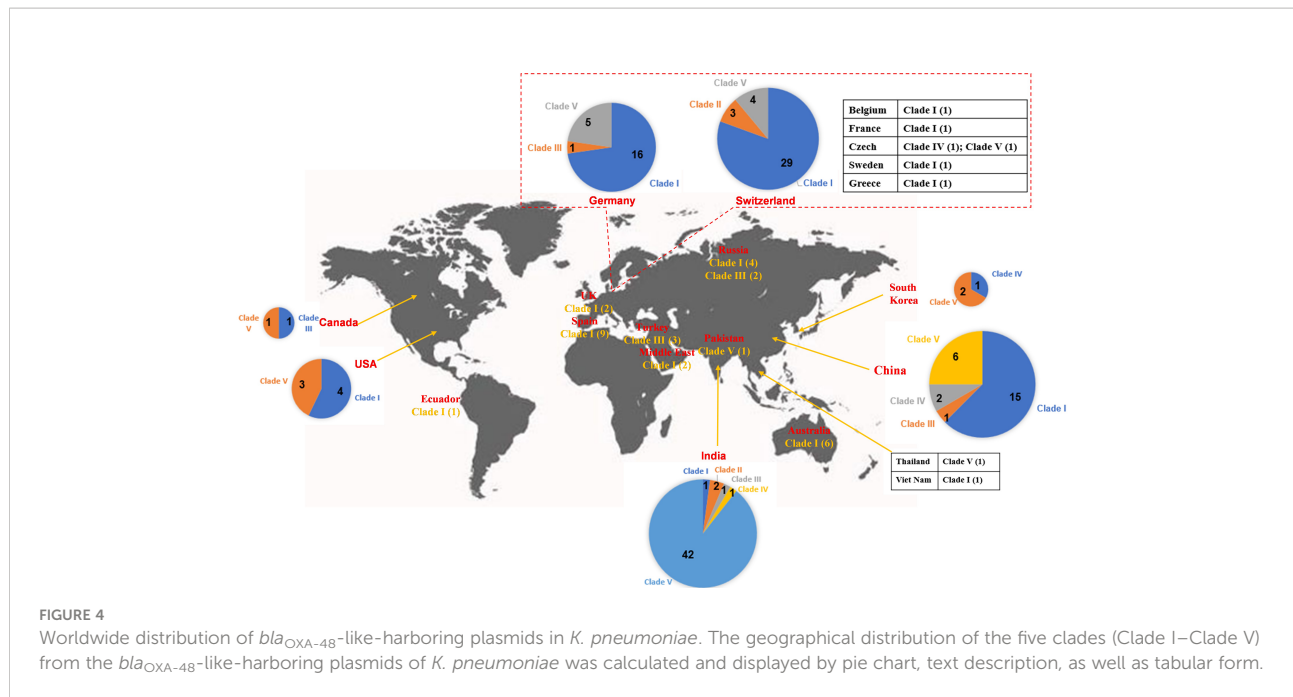 Clade V
5
Clade III
1
16
Clade I
Germany
Clade V
4
Clade II
3
29
Clade I
Switzerland
Belgium Clade I (1)
France Clade I (1)
Czech Clade IV (1); Clade V (1)
Sweden Clade I (1)
Greece Clade I (1)
Russia
Clade I (4)
Clade III (2)
UK
Clade I (2)
Spain
Clade I (9)
Turkey
Clade III (3)
Middle East
Clade I (2)
Pakistan
Clade V (1)
South
Korea
Clade IV
1
2
Clade V
Clade
V
1
1
Clade
III
Canada
Clade V
3
4
Clade I
USA
Ecuador
Clade I (1)
China
Clade V
6
Clade IV
2
Clade III
1
15
Clade I
Australia
Clade I (6)
Thailand Clade V (1)
Viet Nam Clade I (1)
India
Clade I
1
Clade II
2
Clade III
1
Clade IV
1
42
Clade V
FIGURE 4
Worldwide distribution of blaOXA-48-like-harboring plasmids in K. pneumoniae. The geographical distribution of the five clades (Clade I–Clade V)
from the blaOXA-48-like-harboring plasmids of K. pneumoniae was calculated and displayed by pie chart, text description, as well as tabular form.